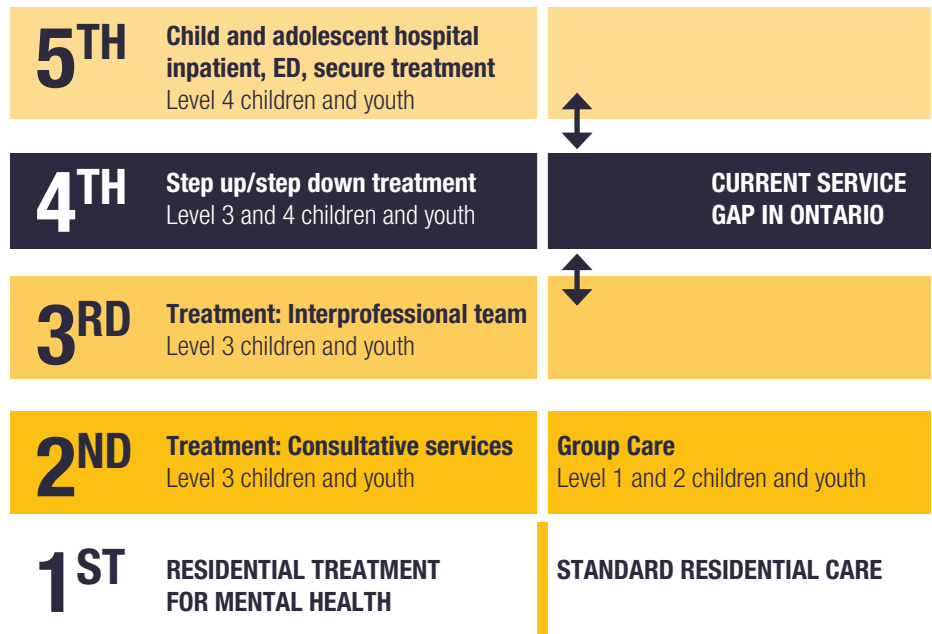 5TH
Child and adolescent hospital
inpatient, ED, secure treatment
Level 4 children and youth
4TH
Step up/step down treatment
Level 3 and 4 children and youth
CURRENT SERVICE
GAP IN ONTARIO
3RD
Treatment: Interprofessional team
Level 3 children and youth
2ND
Treatment: Consultative services
Level 3 children and youth
Group Care
Level 1 and 2 children and youth
1ST
RESIDENTIAL TREATMENT
FOR MENTAL HEALTH
STANDARD RESIDENTIAL CARE